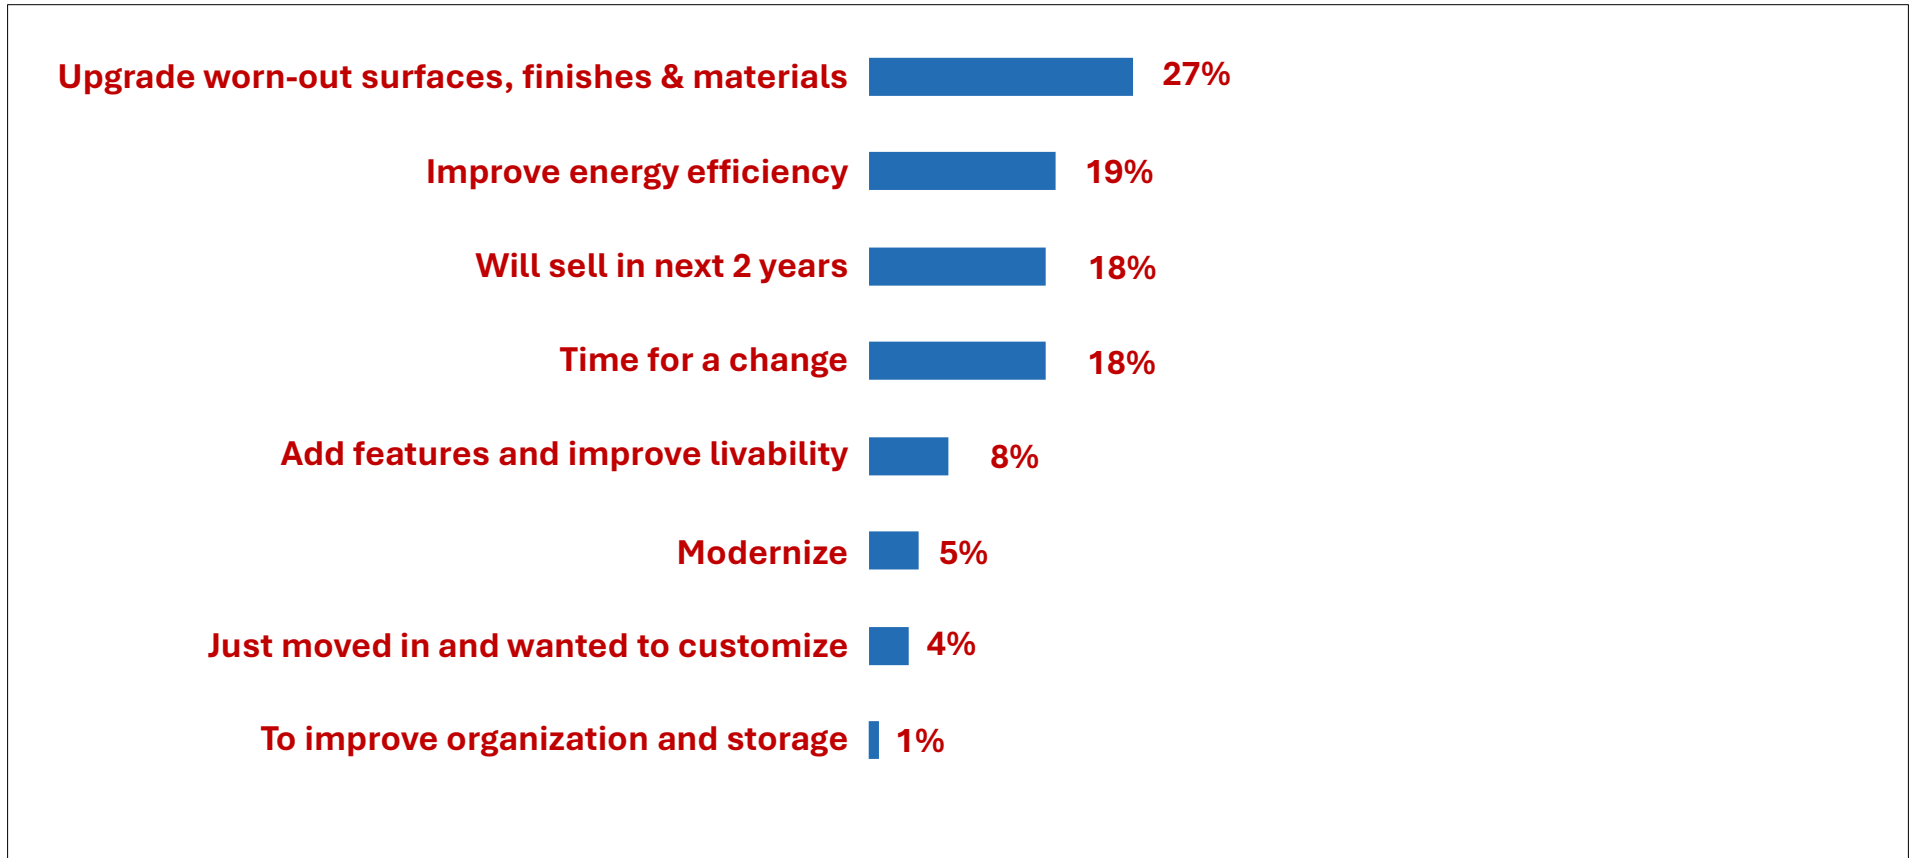 Upgrade worn-out surfaces, finishes & materials 27%
Improve energy efficiency 19%
Will sell in next 2 years 18%
Time for a change 18%
Add features and improve livability 8%
Modernize 5%
Just moved in and wanted to customize 4%
To improve organization and storage 1%